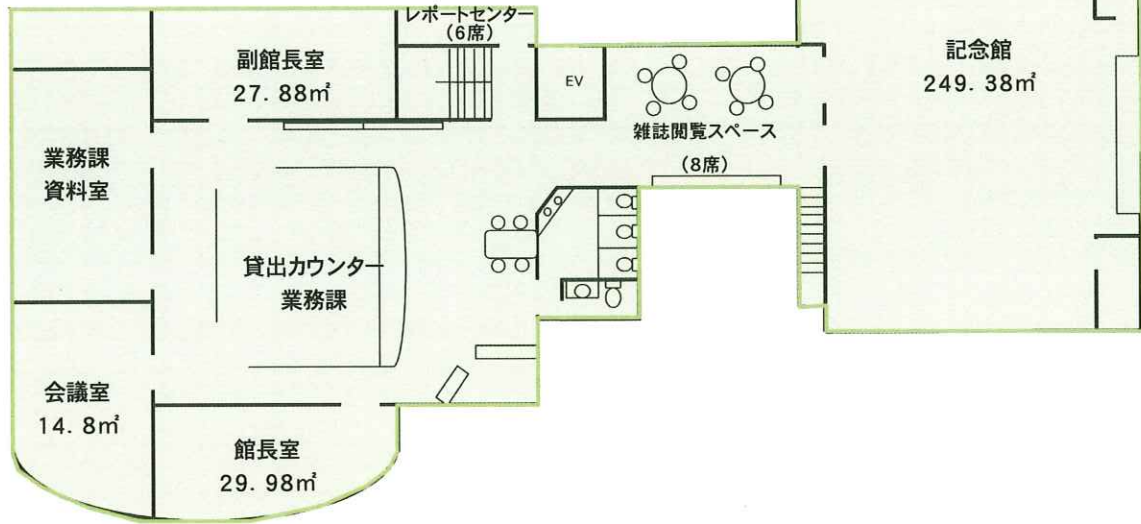 レポートセンター
(6席)
副館長室
27.88㎡
EV
記念館
249.38㎡
雑誌閲覧スペース
(8席)
業務課
資料室
貸出カウンター
業務課
会議室
14.8㎡
館長室
29.98㎡